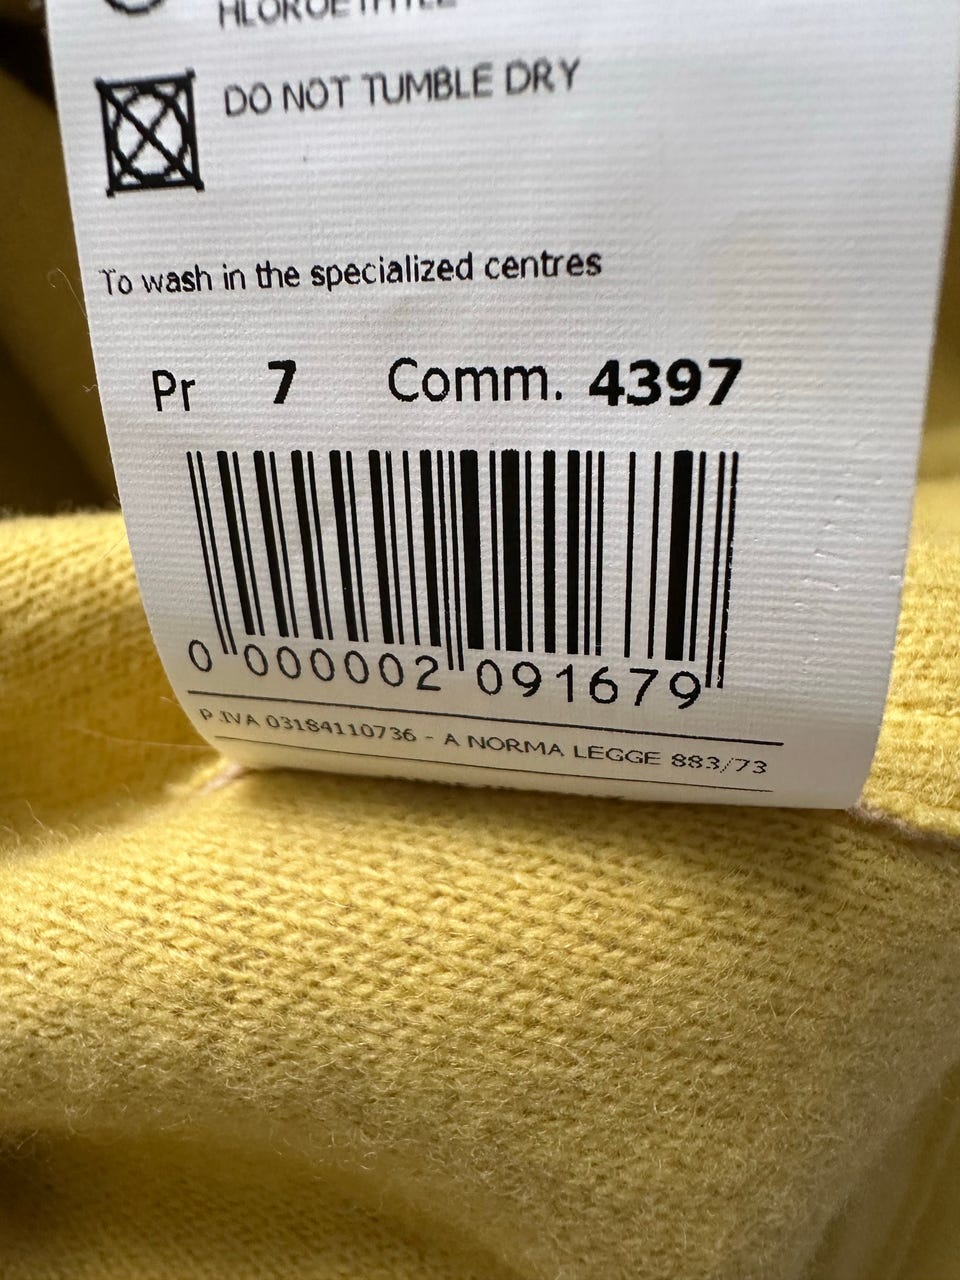 DO NOT TUMBLE DRY
To wash in the specialized centres
Pr 7 Comm. 4397
0 000002 091679
P.IVA 03184110736 - A NORMA LEGGE 883/73